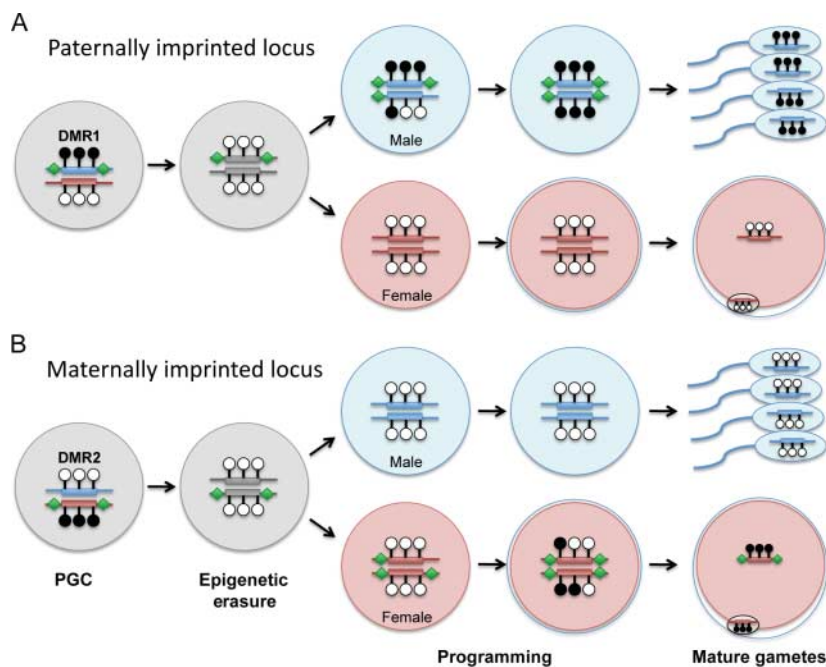 A
Paternally imprinted locus
DMR1
Male
Female
B
Maternally imprinted locus
DMR2
Male
PGC
Epigenetic
erasure
Female
Programming
Mature gametes